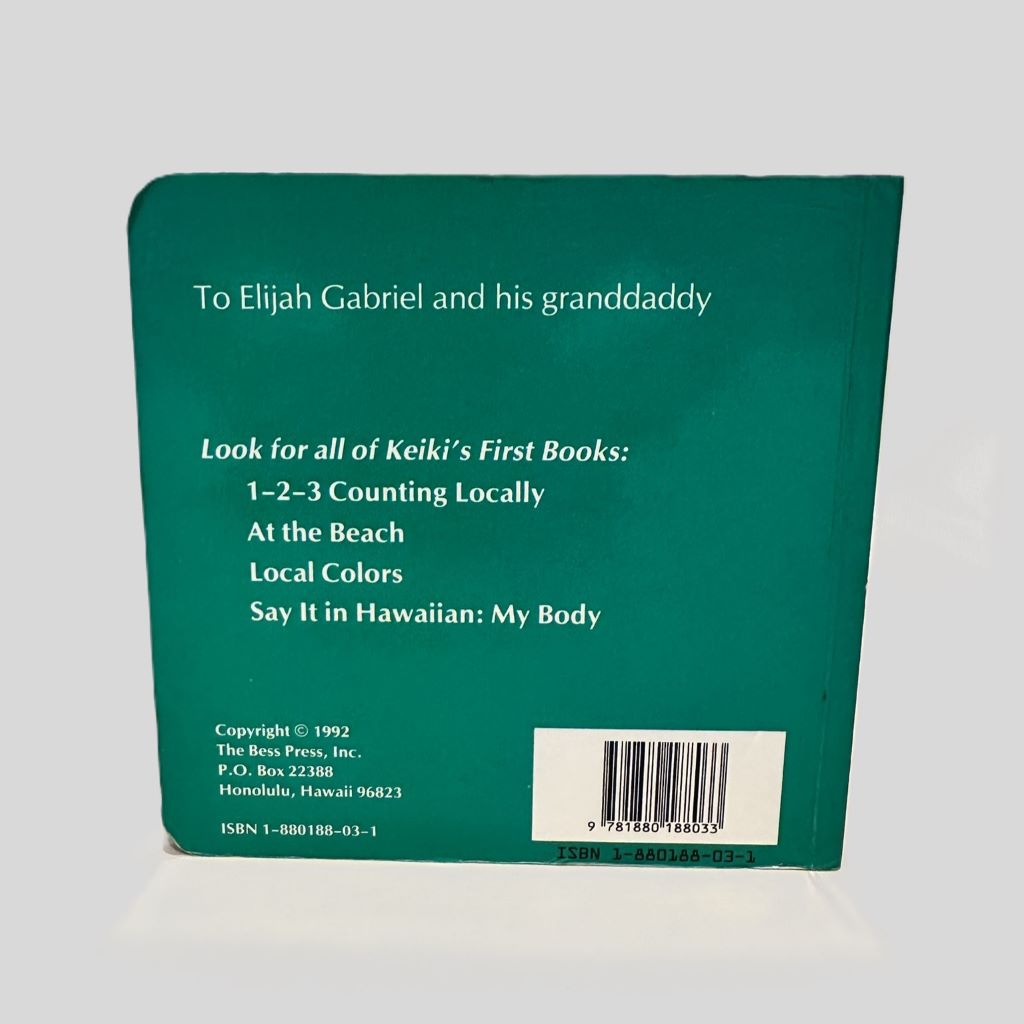 To Elijah Gabriel and his granddaddy
Look for all of Keiki's First Books:
1–2–3 Counting Locally
At the Beach
Local Colors
Say It in Hawaiian: My Body
Copyright © 1992
The Bess Press, Inc.
P.O. Box 22388
Honolulu, Hawaii 96823
ISBN 1-880188-03-1
9 781880 188033
ISBN 1-880188-03-1